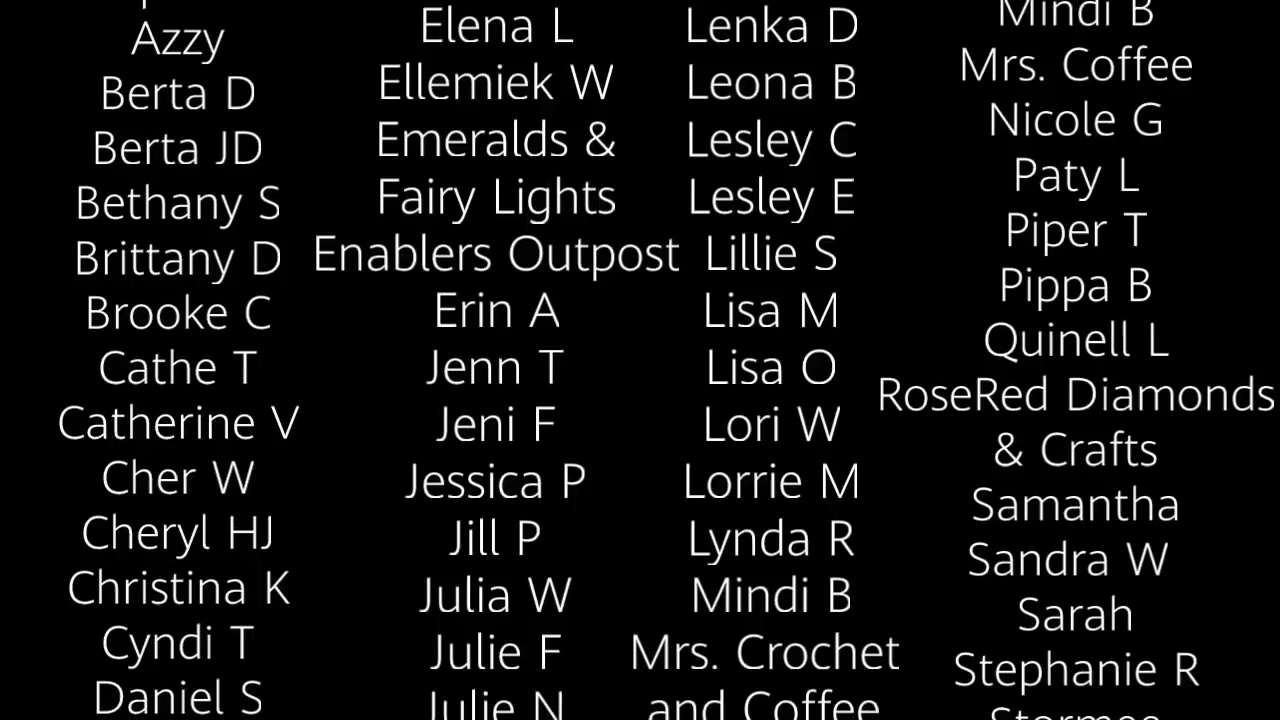 Azzy
Berta D
Berta JD
Bethany S
Brittany D
Brooke C
Cathe T
Catherine V
Cher W
Cheryl HJ
Christina K
Cyndi T
Daniel S
Elena L
Ellemiek W
Emeralds &
Fairy Lights
Enablers Outpost
Erin A
Jenn T
Jeni F
Jessica P
Jill P
Julia W
Julie F
Julie N
Lenka D
Leona B
Lesley C
Lesley E
Lillie S
Lisa M
Lisa O
Lori W
Lorrie M
Lynda R
Mindi B
Mrs. Crochet
and Coffee
Mindi B
Mrs. Coffee
Nicole G
Paty L
Piper T
Pippa B
Quinell L
RoseRed Diamonds
& Crafts
Samantha
Sandra W
Sarah
Stephanie R